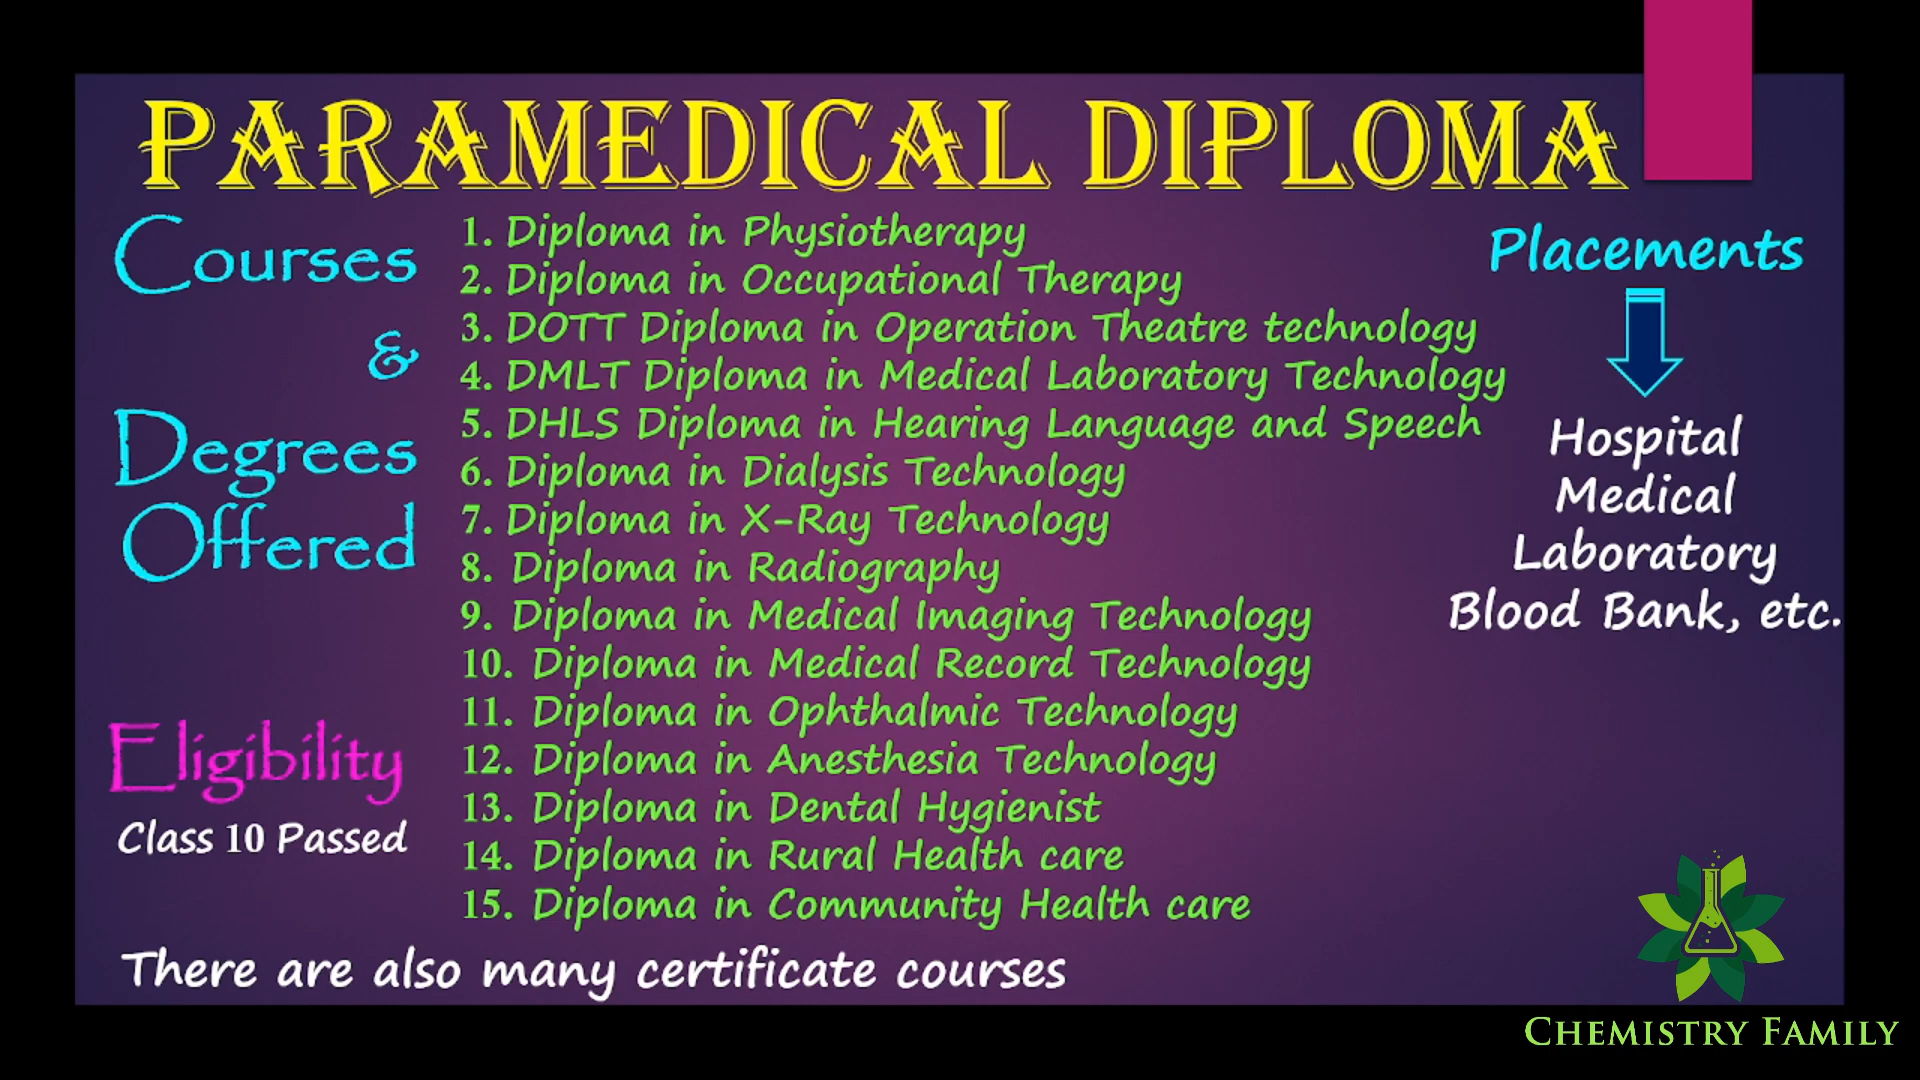 PARAMEDICAL DIPLOMA
Courses
&
Degrees
Offered
1. Diploma in Physiotherapy
2. Diploma in Occupational Therapy
3. DOTT Diploma in Operation Theatre technology
4. DMLT Diploma in Medical Laboratory Technology
5. DHLS Diploma in Hearing Language and Speech
6. Diploma in Dialysis Technology
7. Diploma in X-Ray Technology
8. Diploma in Radiography
9. Diploma in Medical Imaging Technology
10. Diploma in Medical Record Technology
11. Diploma in Ophthalmic Technology
12. Diploma in Anesthesia Technology
13. Diploma in Dental Hygienist
14. Diploma in Rural Health care
15. Diploma in Community Health care
Placements
Hospital
Medical
Laboratory
Blood Bank, etc.
Eligibility
Class 10 Passed
There are also many certificate courses
CHEMISTRY FAMILY